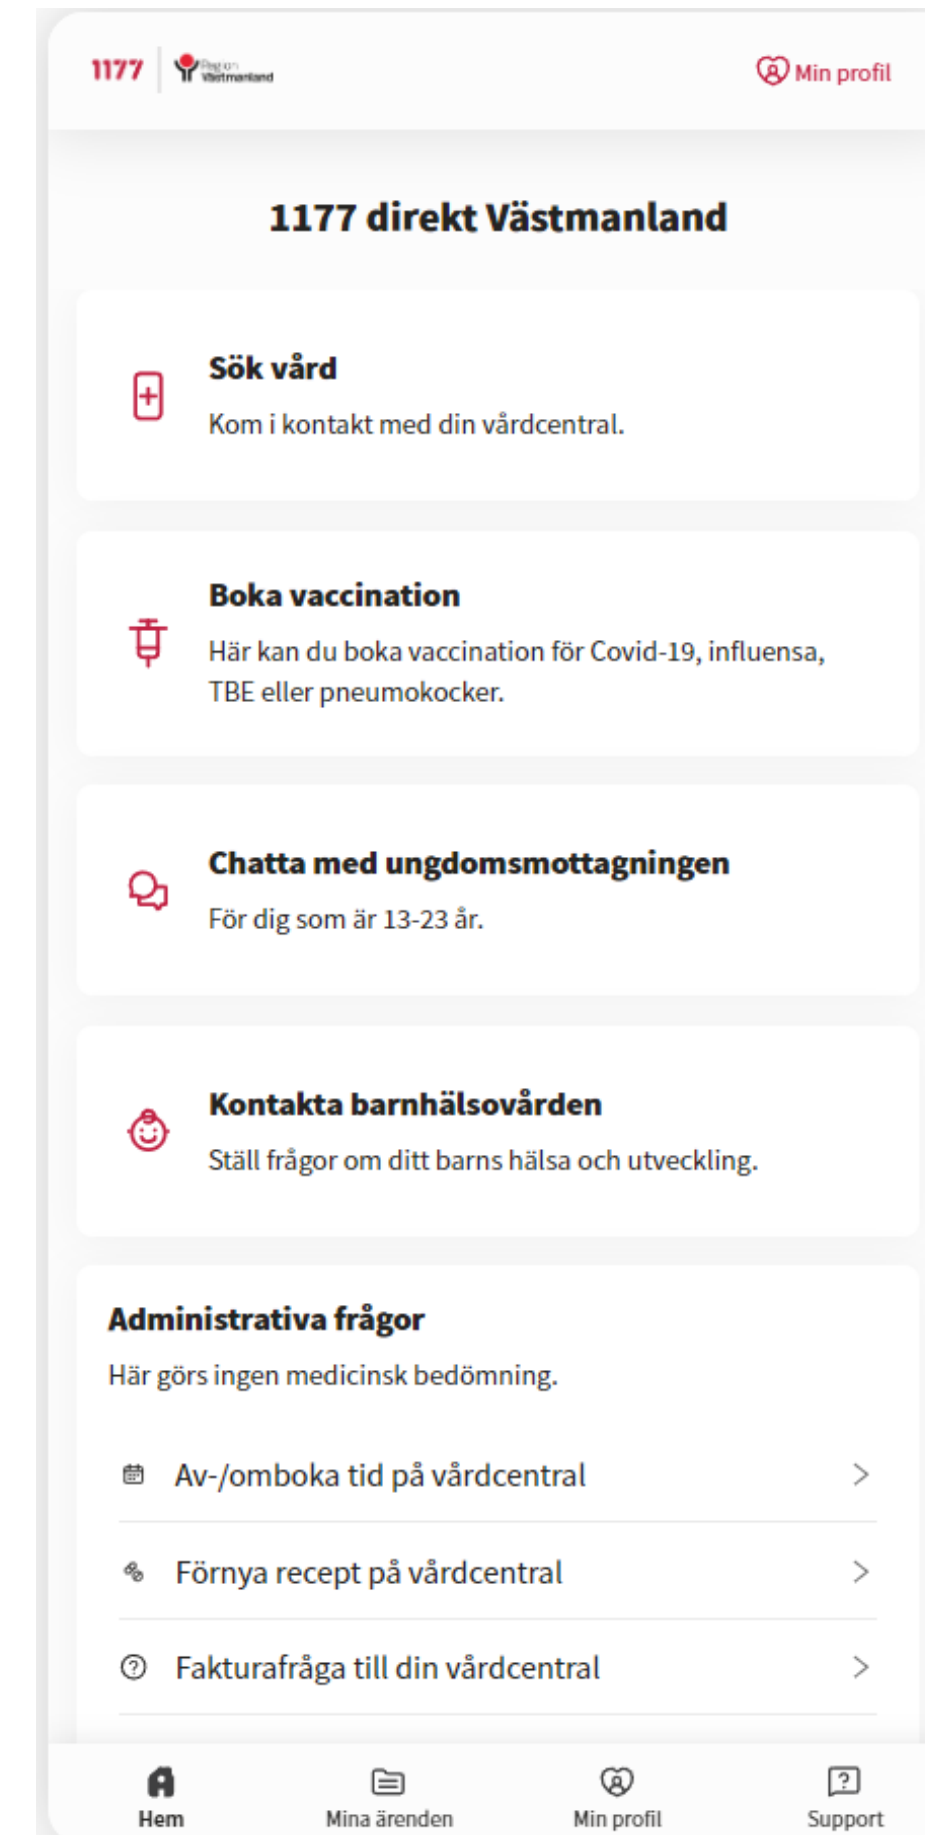 1177
Region
Västmanland
Min profil
1177 direkt Västmanland
Sök vård
Kom i kontakt med din vårdcentral.
Boka vaccination
Här kan du boka vaccination för Covid-19, influensa,
TBE eller pneumokocker.
Chatta med ungdomsmottagningen
För dig som är 13-23 år.
Kontakta barnhälsovården
Ställ frågor om ditt barns hälsa och utveckling.
Administrativa frågor
Här görs ingen medicinsk bedömning.
Av-/omboka tid på vårdcentral
Förnya recept på vårdcentral
Fakturafråga till din vårdcentral
Hem
Mina ärenden
Min profil
Support